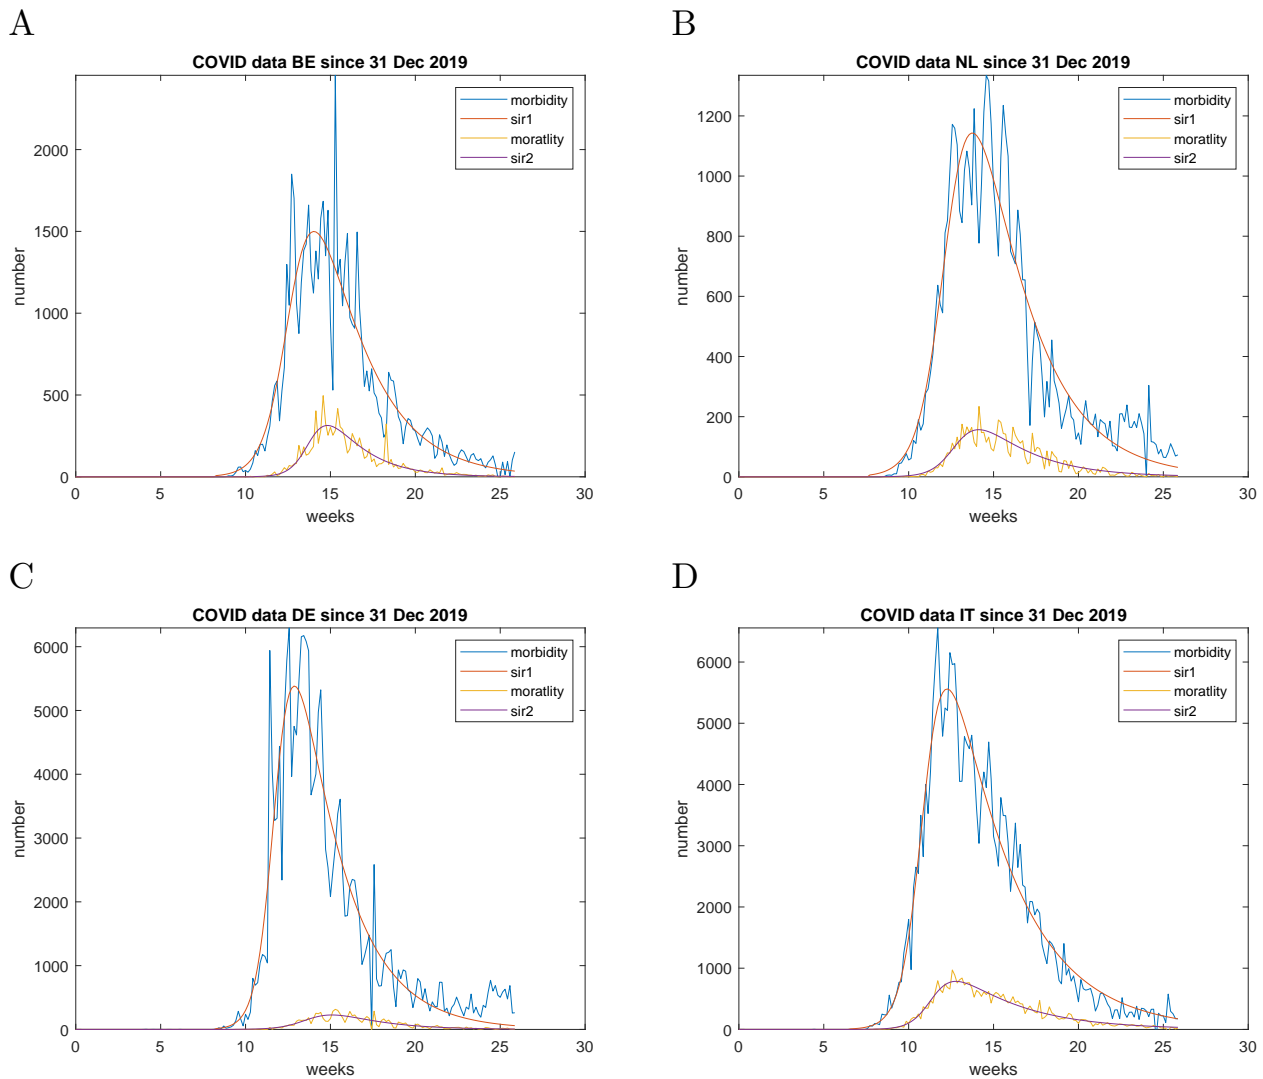 A
COVID data BE since 31 Dec 2019
morbidity
sir1
moratlity
sir2
number
2000
1500
1000
500
0
0 5 10 15 20 25 30
weeks
B
COVID data NL since 31 Dec 2019
morbidity
sir1
moratlity
sir2
number
1200
1000
800
600
400
200
0
0 5 10 15 20 25 30
weeks
C
COVID data DE since 31 Dec 2019
morbidity
sir1
moratlity
sir2
number
6000
5000
4000
3000
2000
1000
0
0 5 10 15 20 25 30
weeks
D
COVID data IT since 31 Dec 2019
morbidity
sir1
moratlity
sir2
number
6000
5000
4000
3000
2000
1000
0
0 5 10 15 20 25 30
weeks